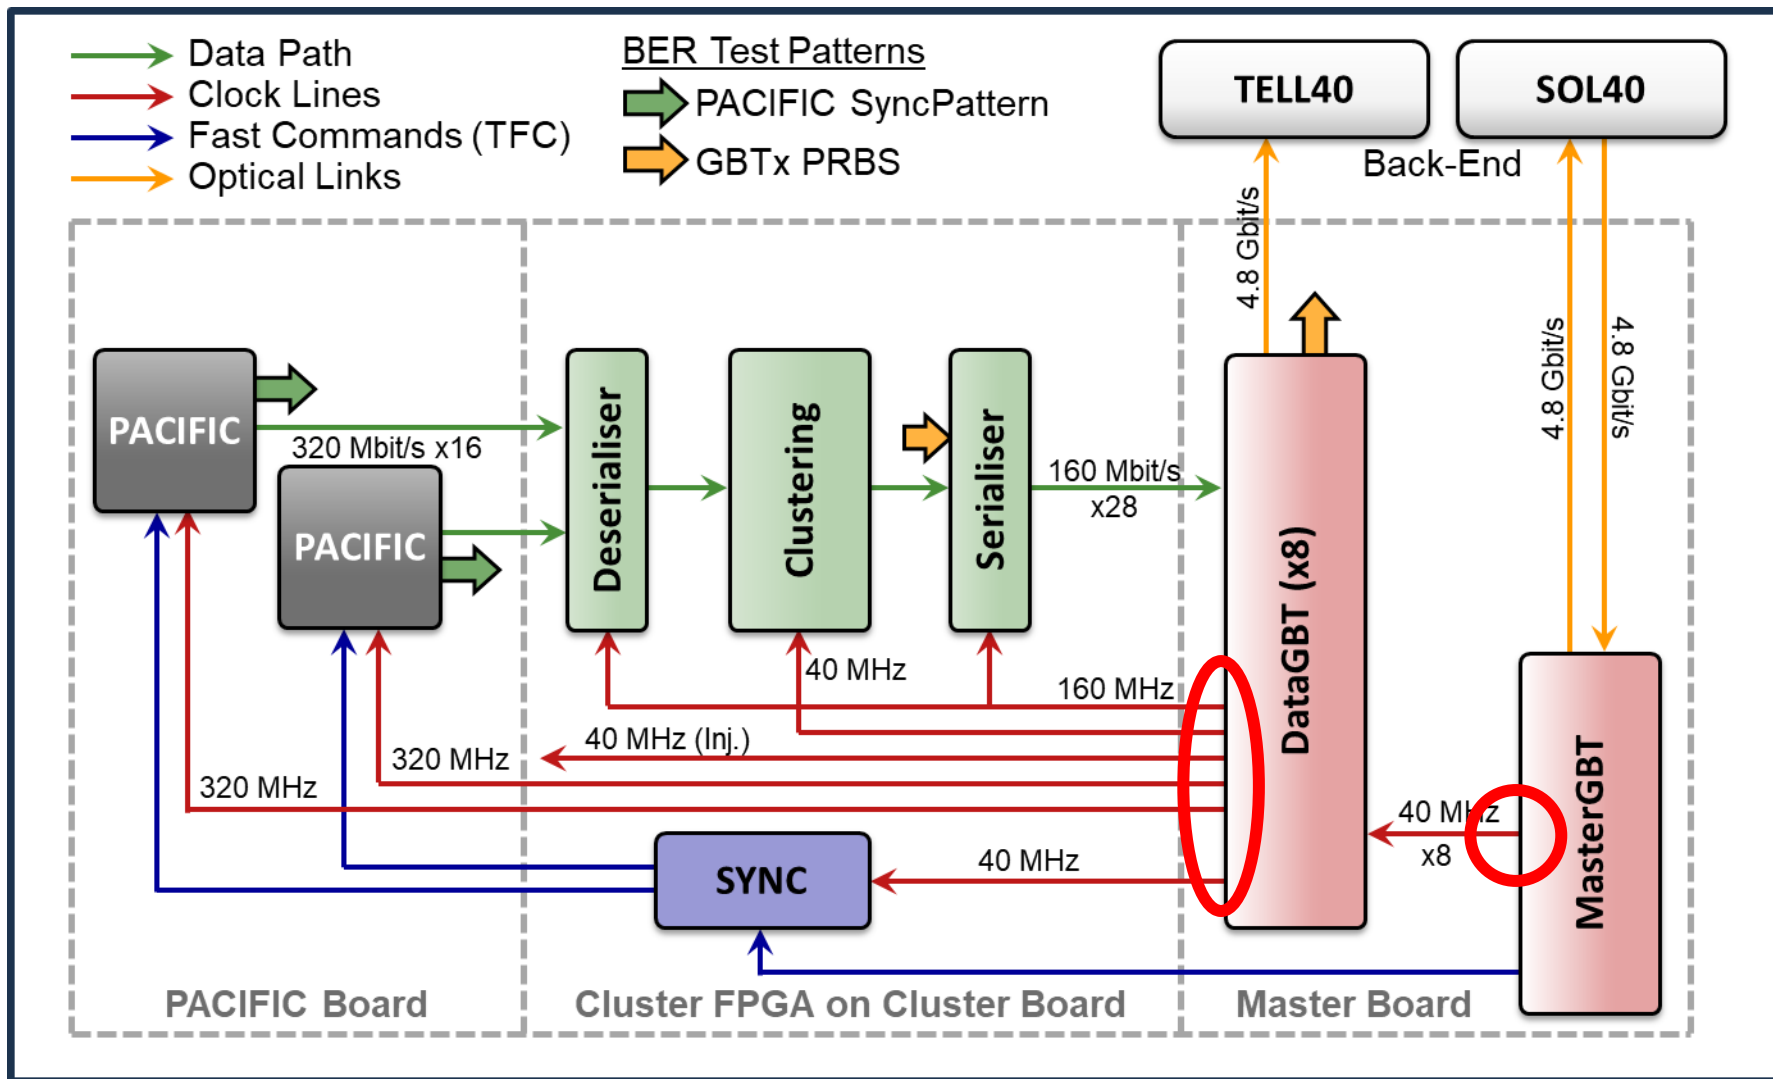 Data Path
Clock Lines
Fast Commands (TFC)
Optical Links
BER Test Patterns
PACIFIC SyncPattern
GBTx PRBS
TELL40
SOL40
Back-End
4.8 Gbit/s
4.8 Gbit/s
4.8 Gbit/s
PACIFIC
320 Mbit/s x16
PACIFIC
Deserialiser
Clustering
Serialiser
160 Mbit/s
x28
DataGBT (x8)
MasterGBT
40 MHz
160 MHz
40 MHz (Inj.)
320 MHz
320 MHz
40 MHz
x8
SYNC
40 MHz
PACIFIC Board
Cluster FPGA on Cluster Board
Master Board